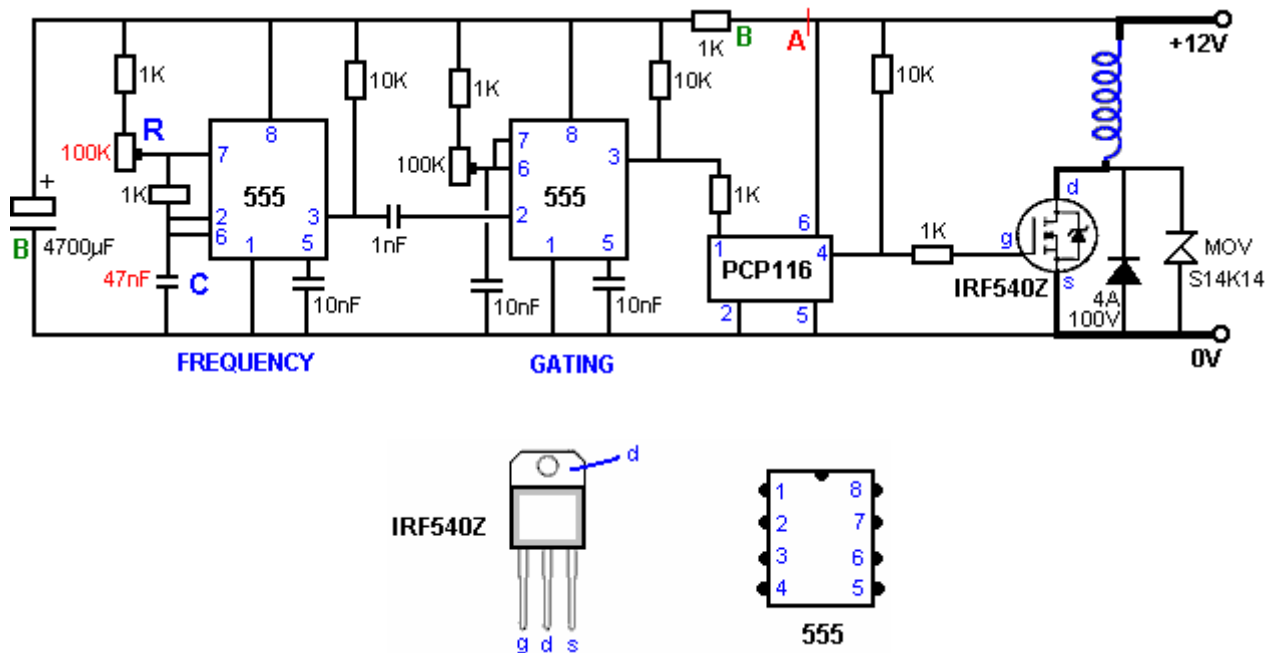 1K
B
A
+12V
1K
10K
1K
10K
10K
R
8
8
100K
7
100K
7
6
3
d
1K
555
555
1K
6
+
2
6
3
2
1
4
1K
g
MOV
S14K14
B
4700µF
1
5
1nF
1
5
PCP116
IRF540Z
s
47nF
C
10nF
10nF
10nF
2
5
4A
100V
0V
FREQUENCY
GATING
d
IRF540Z
g d s
1 8
2 7
3 6
4 5
555